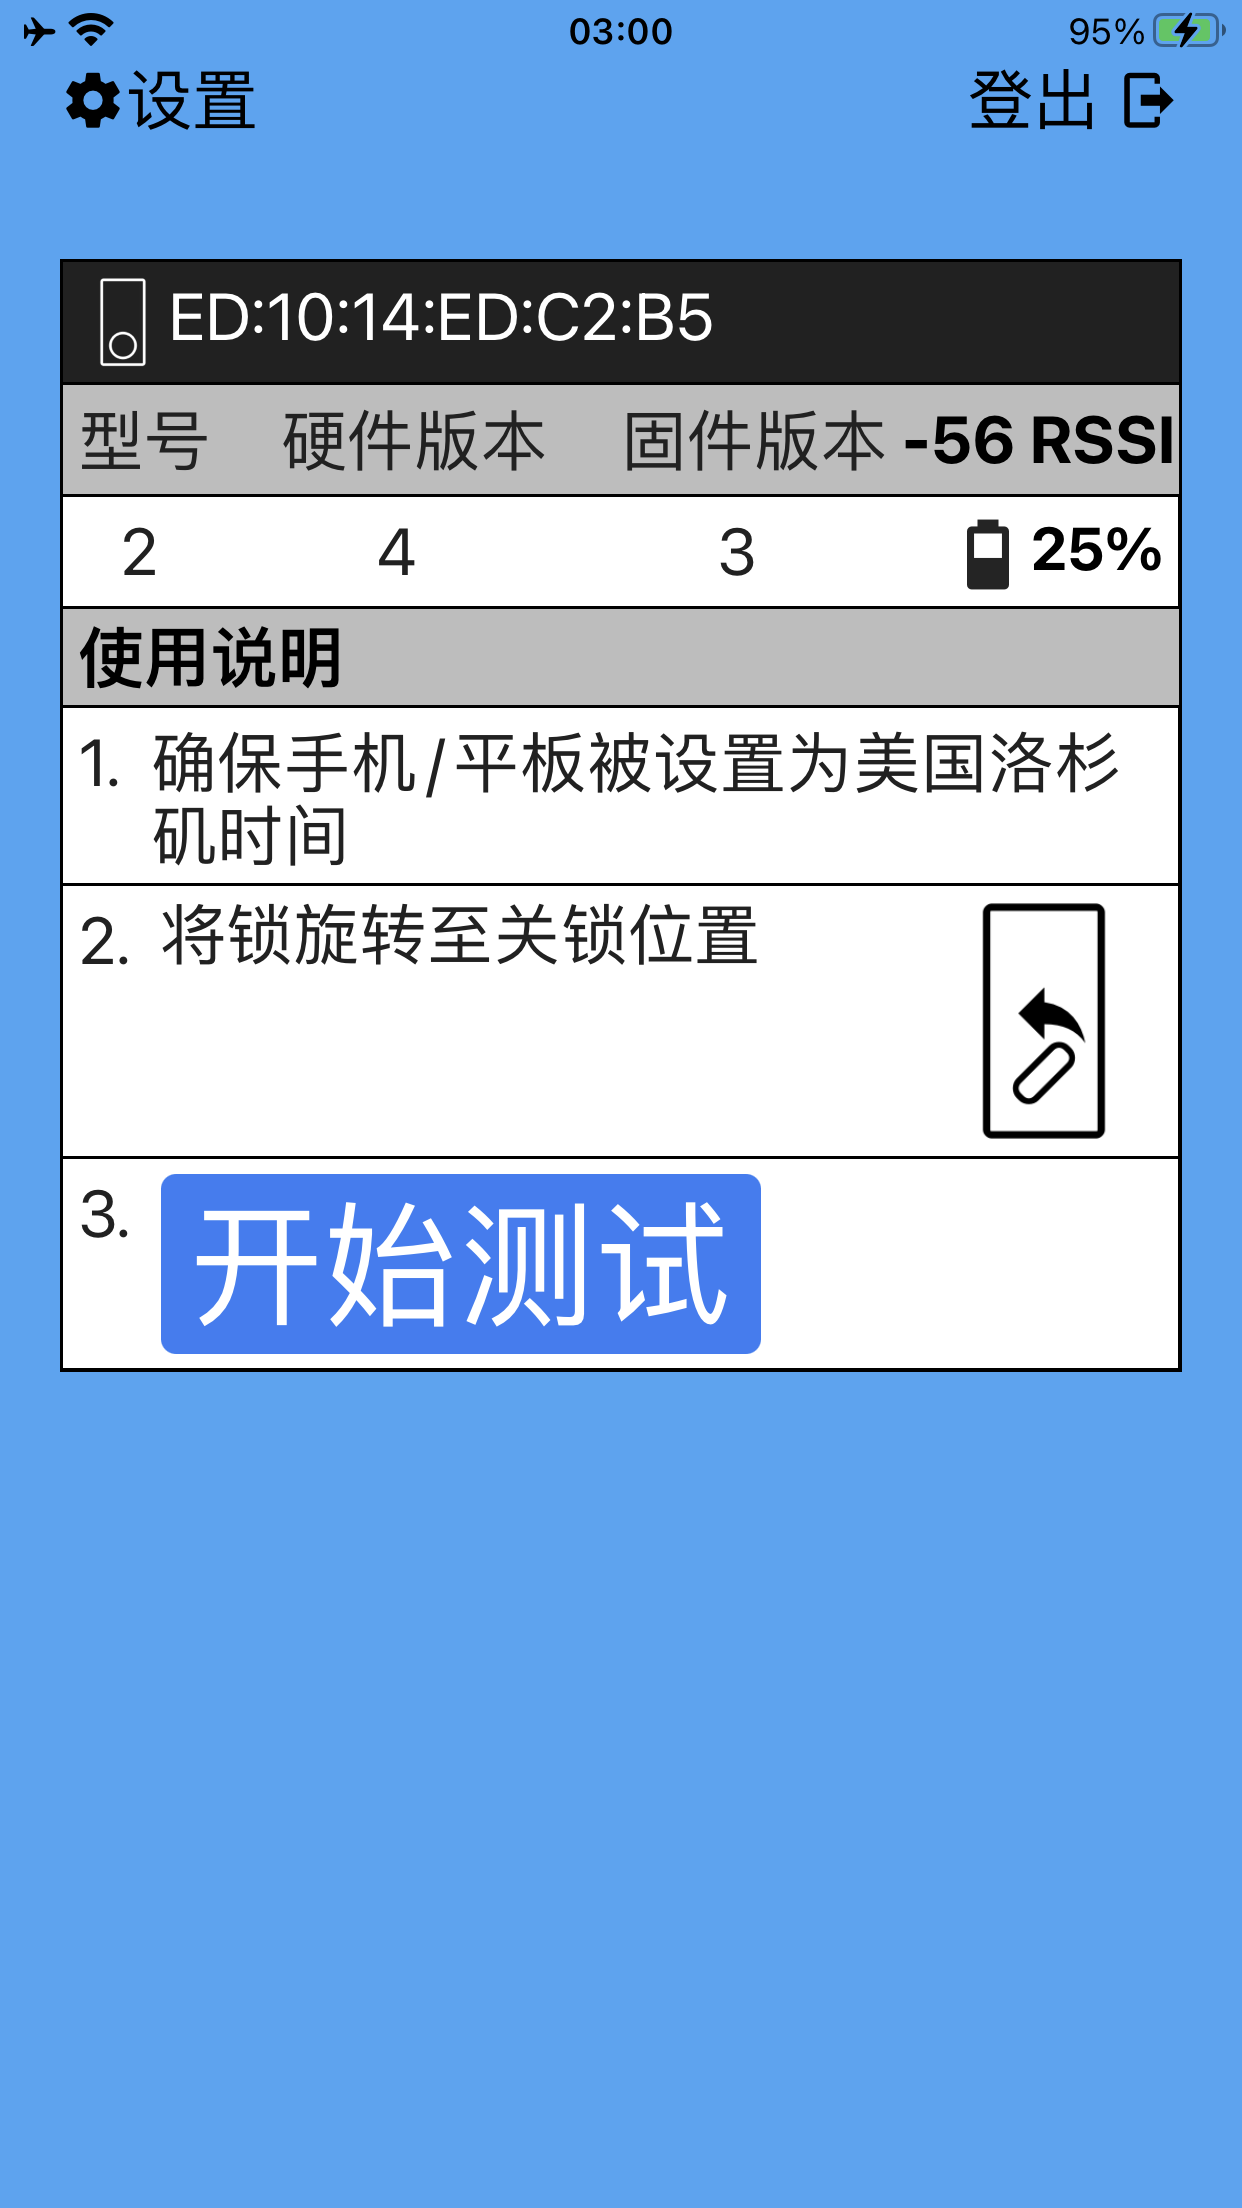 03:00
95%
设置
登出
ED:10:14:ED:C2:B5
型号 硬件版本 固件版本 -56 RSSI
2 4 3 25%
使用说明
1. 确保手机/平板被设置为美国洛杉
矶时间
2. 将锁旋转至关锁位置
3. 开始测试